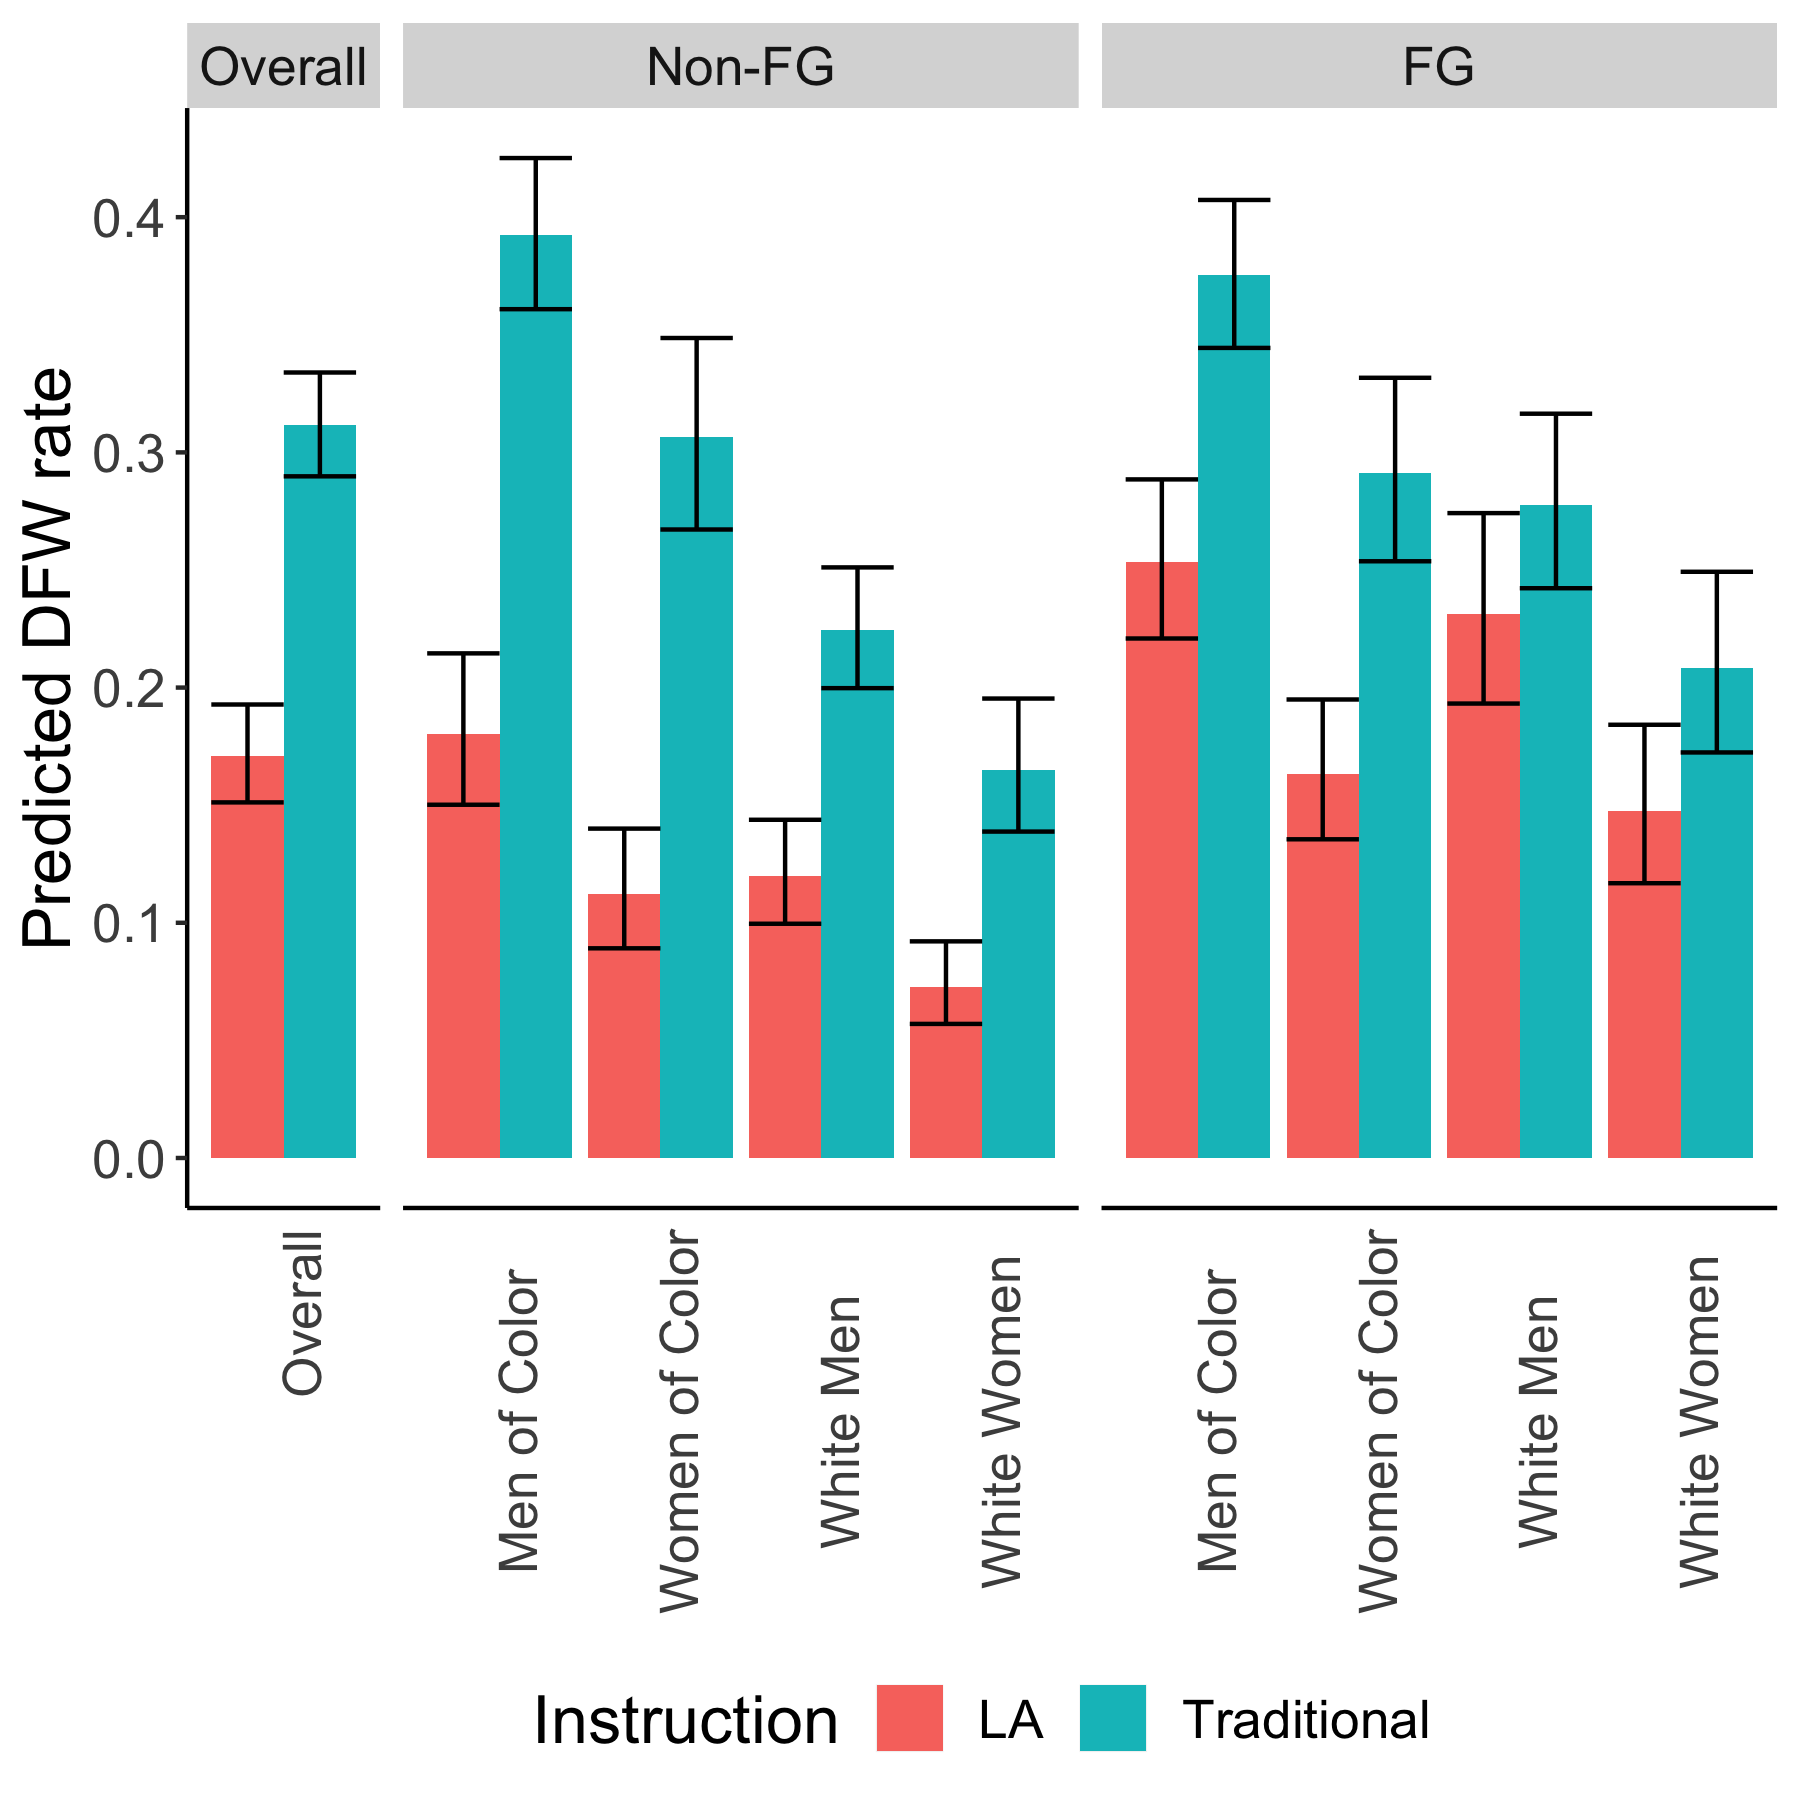 Overall Non-FG FG
Predicted DFW rate
0.4
0.3
0.2
0.1
0.0
Overall
Men of Color
Women of Color
White Men
White Women
Men of Color
Women of Color
White Men
White Women
Instruction LA Traditional